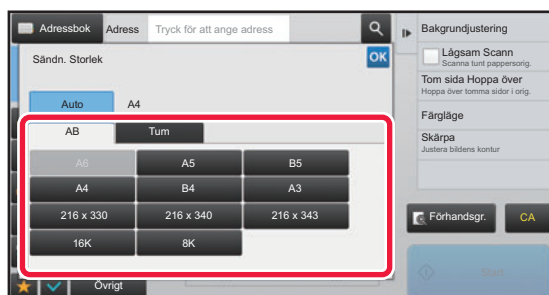 Adressbok
Adress
Tryck för att ange adress
Sändn. Storlek
OK
Auto
A4
AB
Tum
A6
A5
B5
A4
B4
A3
216 x 330
216 x 340
216 x 343
16K
8K
Övrigt
Bakgrundjustering
Lågsam Scann
Scanna tunt pappersorig.
Tom sida Hoppa över
Hoppa över tomma sidor i orig.
Färgläge
Skärpa
Justera bildens kontur
Förhandsgr.
CA
Start